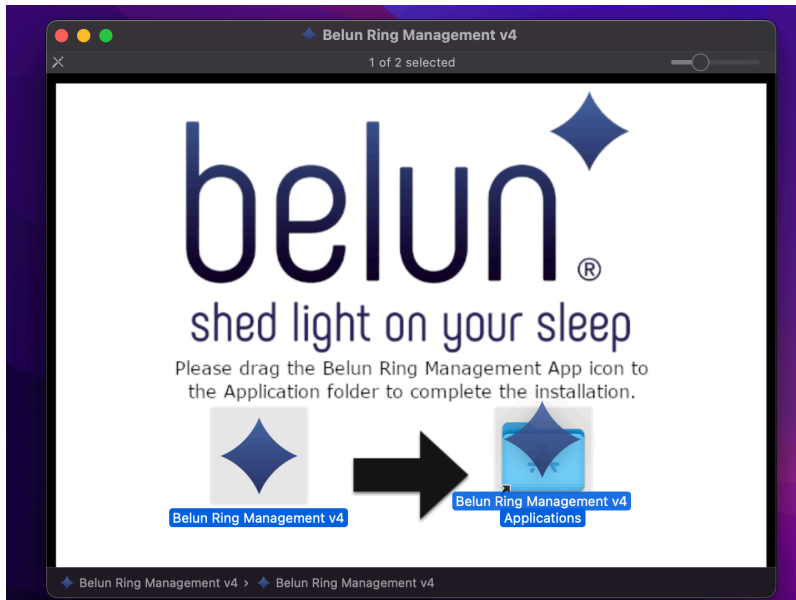 Belun Ring Management v4
1 of 2 selected
belun®
shed light on your sleep
Please drag the Belun Ring Management App icon to
the Application folder to complete the installation.
Belun Ring Management v4
Belun Ring Management v4
Applications
Belun Ring Management v4 › Belun Ring Management v4